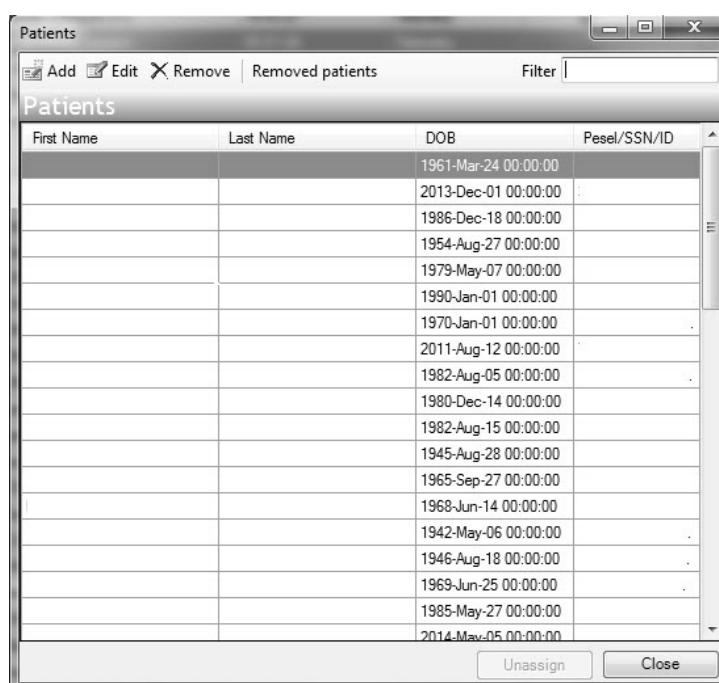 Patients
Add Edit Remove Removed patients Filter
Patients
First Name Last Name DOB Pesel/SSN/ID
1961-Mar-24 00:00:00
2013-Dec-01 00:00:00
1986-Dec-18 00:00:00
1954-Aug-27 00:00:00
1979-May-07 00:00:00
1990-Jan-01 00:00:00
1970-Jan-01 00:00:00
2011-Aug-12 00:00:00
1982-Aug-05 00:00:00
1980-Dec-14 00:00:00
1982-Aug-15 00:00:00
1945-Aug-28 00:00:00
1965-Sep-27 00:00:00
1968-Jun-14 00:00:00
1942-May-06 00:00:00
1946-Aug-18 00:00:00
1969-Jun-25 00:00:00
1985-May-27 00:00:00
2014-May-05 00:00:00
Unassign Close